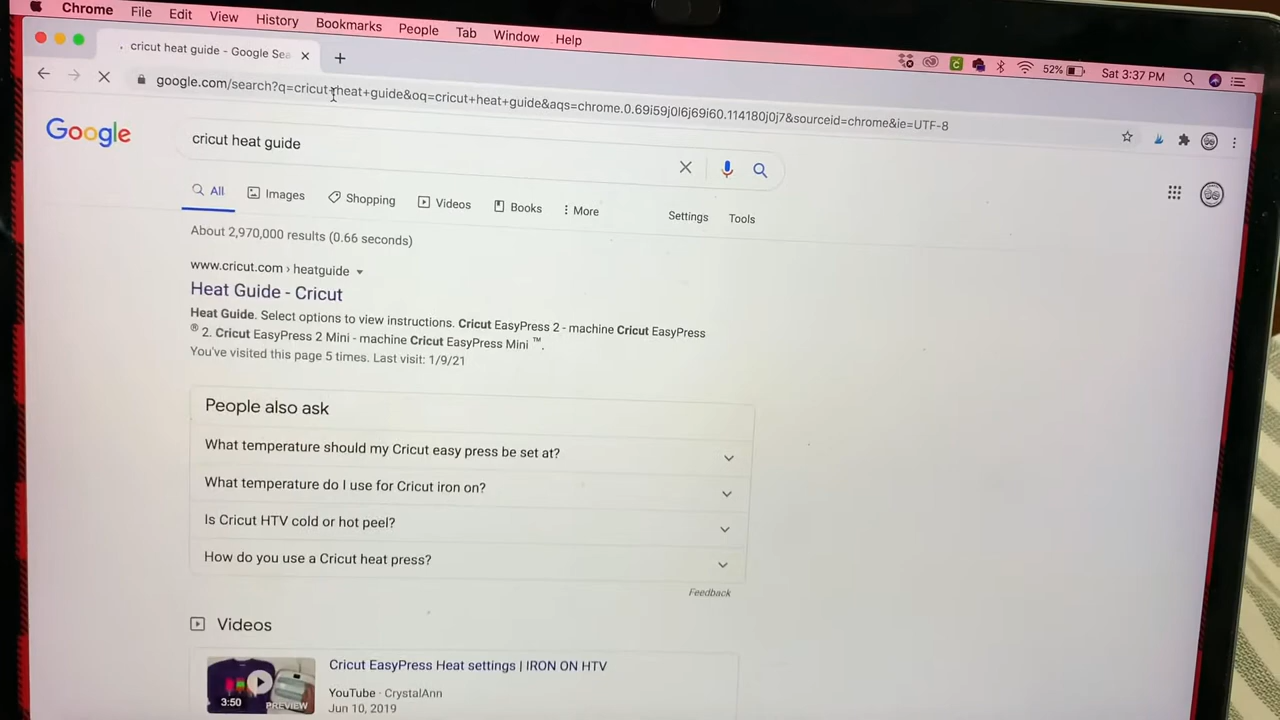 Chrome File Edit View History Bookmarks People Tab Window Help
52% Sat 3:37 PM
cricut heat guide - Google Sea
google.com/search?q=cricut+heat+guide&oq=cricut+heat+guide&aqs=chrome.0.69i59j0l6j69i60.114180j0j7&sourceid=chrome&ie=UTF-8
Google
cricut heat guide
All Images Shopping Videos Books More Settings Tools
About 2,970,000 results (0.66 seconds)
www.cricut.com › heatguide
Heat Guide - Cricut
Heat Guide. Select options to view instructions. Cricut EasyPress 2 - machine Cricut EasyPress
® 2. Cricut EasyPress 2 Mini - machine Cricut EasyPress Mini ™.
You've visited this page 5 times. Last visit: 1/9/21
People also ask
What temperature should my Cricut easy press be set at?
What temperature do I use for Cricut iron on?
Is Cricut HTV cold or hot peel?
How do you use a Cricut heat press?
Feedback
Videos
Cricut EasyPress Heat settings | IRON ON HTV
YouTube · CrystalAnn
Jun 10, 2019
3:50 PREVIEW